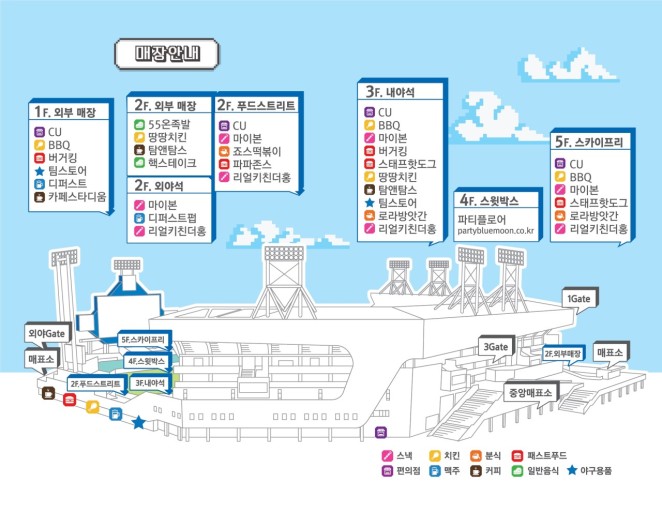 매장안내
1F. 외부 매장
CU
BBQ
버거킹
팀스토어
디퍼스트
카페스타디움
2F. 외부 매장
55온족발
땅땅치킨
탐앤탐스
핵스테이크
2F. 외야석
마이본
디퍼스트펍
리얼키친더홈
2F. 푸드스트리트
CU
마이본
죠스떡볶이
파파존스
리얼키친더홈
3F. 내야석
CU
BBQ
마이본
버거킹
스태프핫도그
땅땅치킨
탐앤탐스
팀스토어
로라방앗간
리얼키친더홈
4F. 스윗박스
파티플로어
partybluemoon.co.kr
5F. 스카이프리
CU
BBQ
마이본
스태프핫도그
로라방앗간
리얼키친더홈
외야Gate
매표소
5F.스카이프리
4F.스윗박스
2F.푸드스트리트
3F.내야석
1Gate
3Gate
2F.외부매장
매표소
중앙매표소
스낵
치킨
분식
패스트푸드
편의점
맥주
커피
일반음식
야구용품